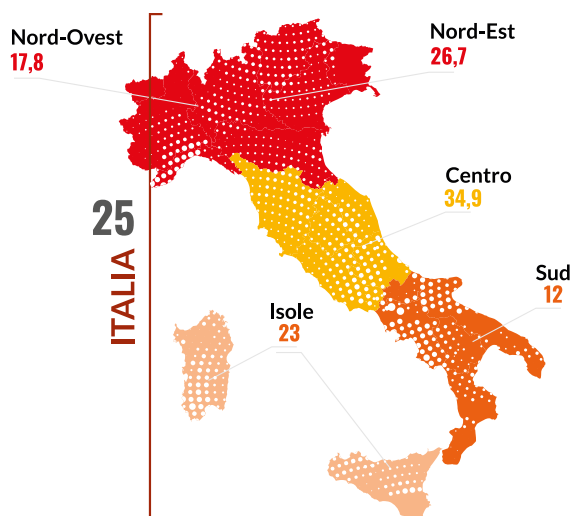 Nord-Ovest
17,8
Nord-Est
26,7
Centro
34,9
25
ITALIA
Sud
12
Isole
23